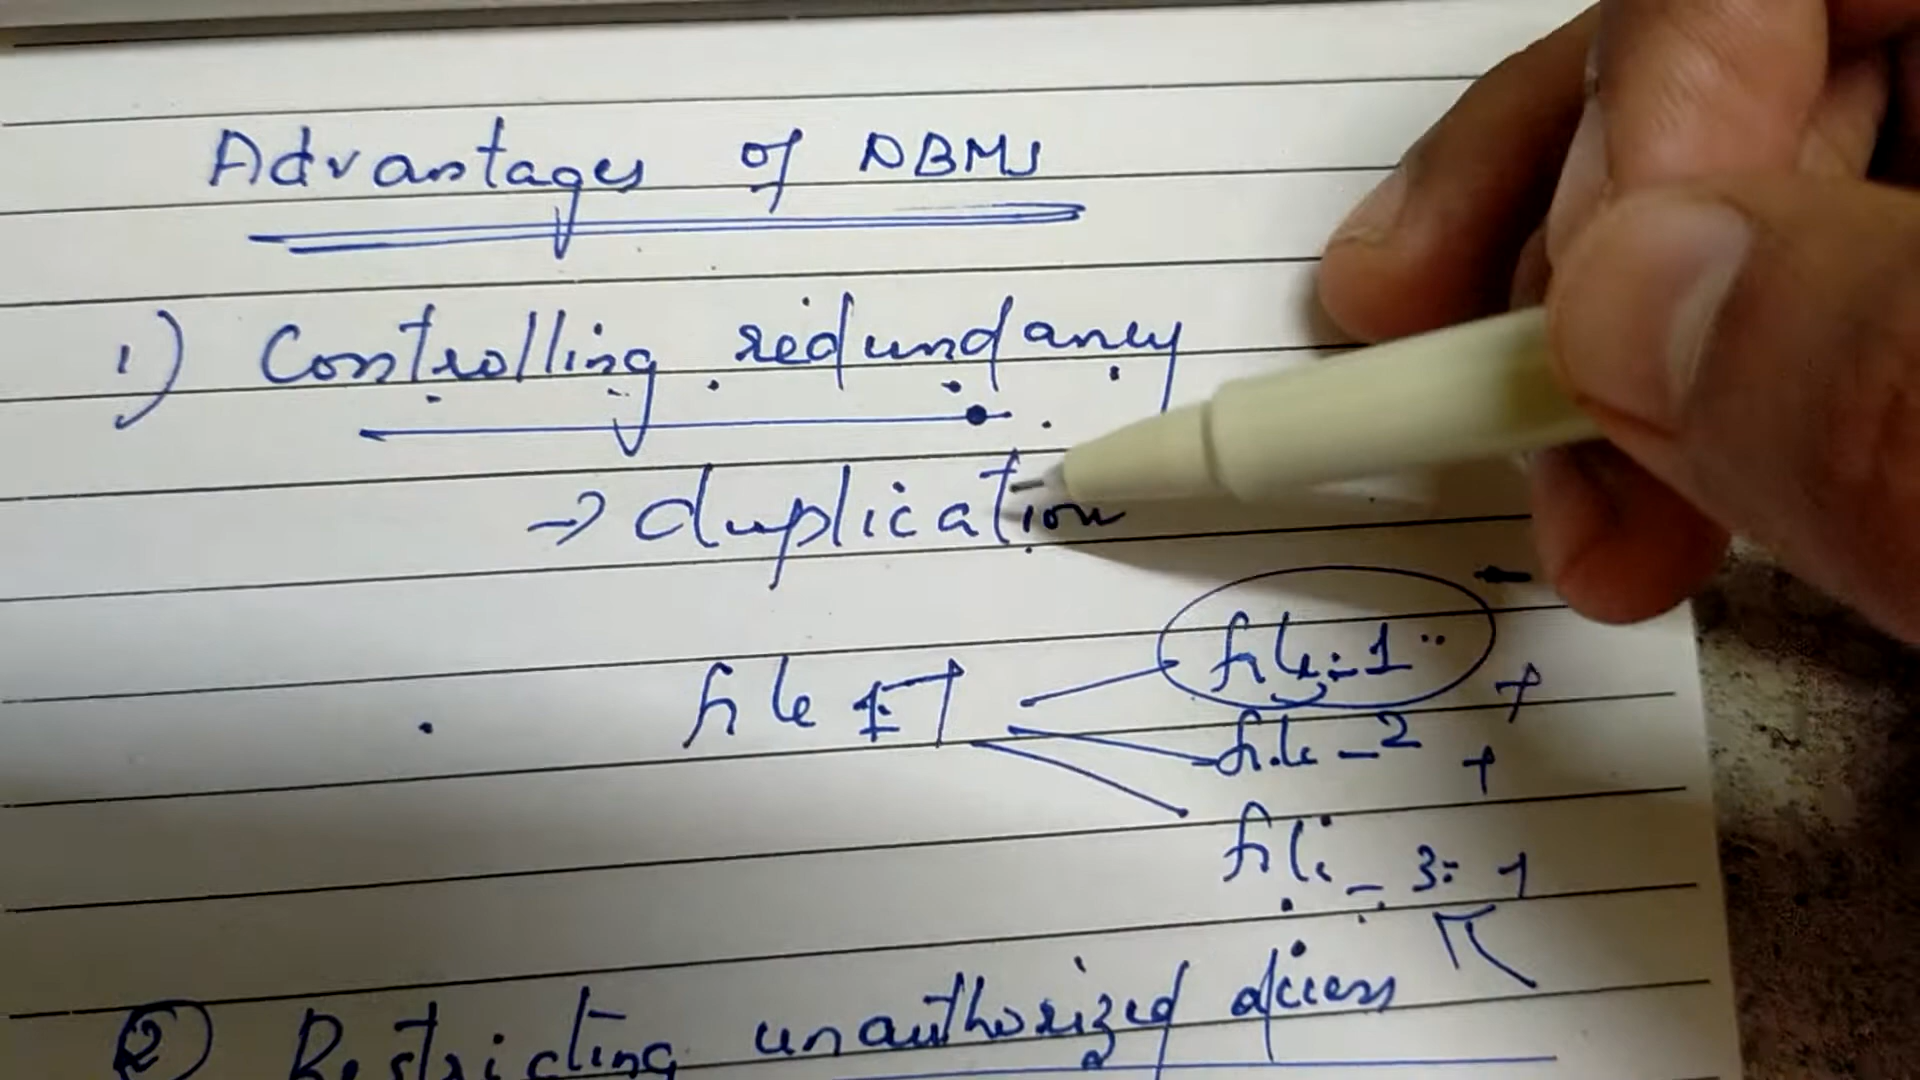 Advantages of DBMS
1) Controlling redundancy
→ duplication
file - 1
file
file - 2
file - 3 = 1
② Restricting unauthorized access